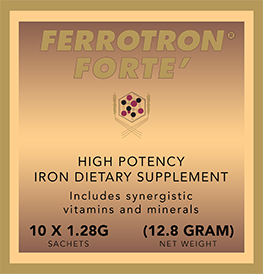 FERROTRON®
FORTE’
HIGH POTENCY
IRON DIETARY SUPPLEMENT
Includes synergistic
vitamins and minerals
10 X 1.28G (12.8 GRAM)
SACHETS NET WEIGHT